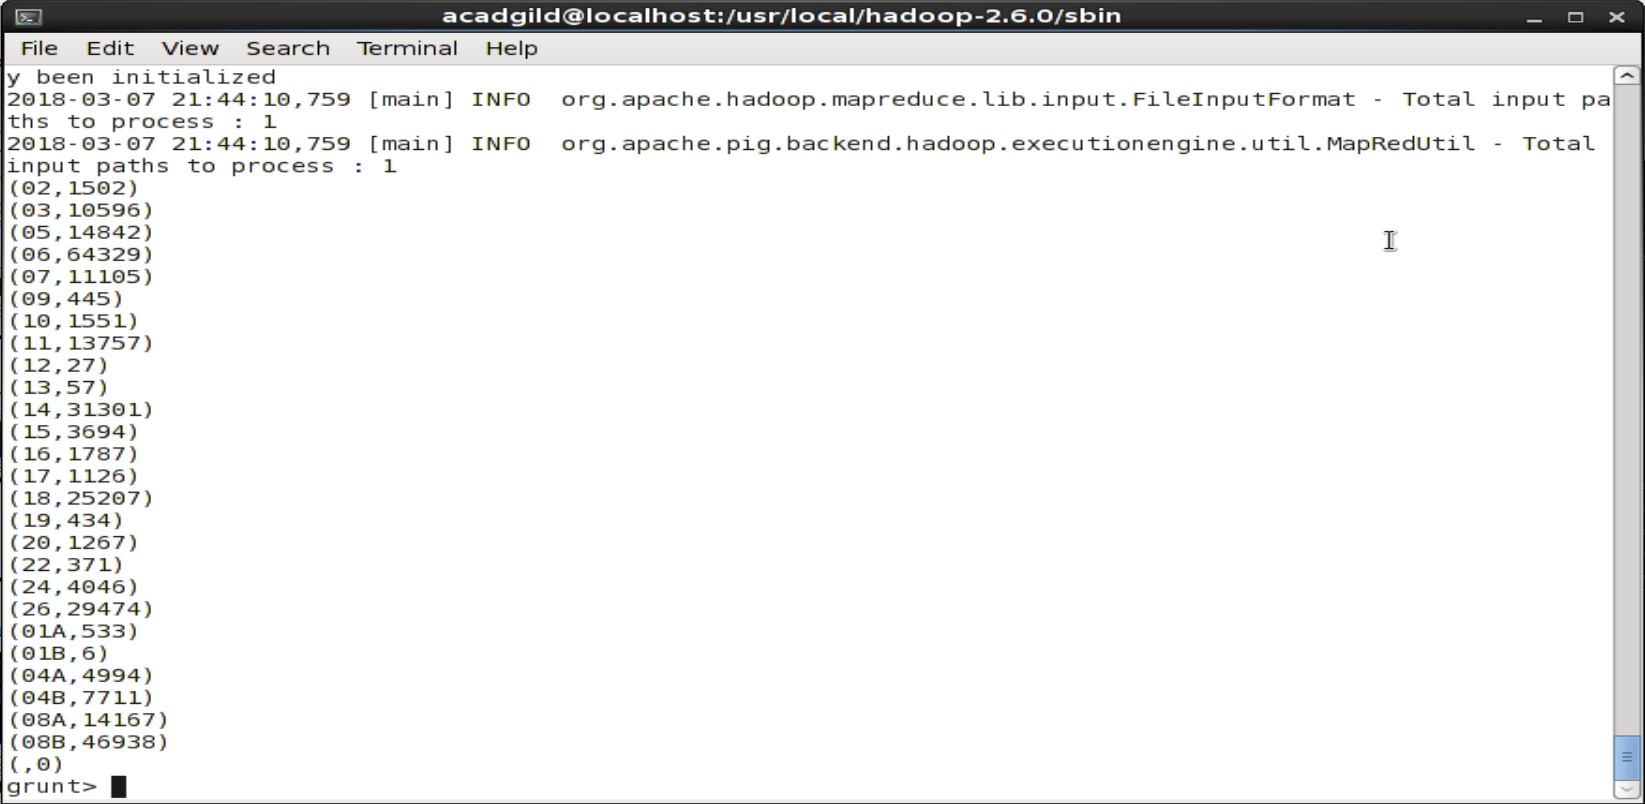 acadgild@localhost:/usr/local/hadoop-2.6.0/sbin
File Edit View Search Terminal Help
y been initialized
2018-03-07 21:44:10,759 [main] INFO  org.apache.hadoop.mapreduce.lib.input.FileInputFormat - Total input pa
ths to process : 1
2018-03-07 21:44:10,759 [main] INFO  org.apache.pig.backend.hadoop.executionengine.util.MapRedUtil - Total
input paths to process : 1
(02,1502)
(03,10596)
(05,14842)
(06,64329)
(07,11105)
(09,445)
(10,1551)
(11,13757)
(12,27)
(13,57)
(14,31301)
(15,3694)
(16,1787)
(17,1126)
(18,25207)
(19,434)
(20,1267)
(22,371)
(24,4046)
(26,29474)
(01A,533)
(01B,6)
(04A,4994)
(04B,7711)
(08A,14167)
(08B,46938)
(,0)
grunt>